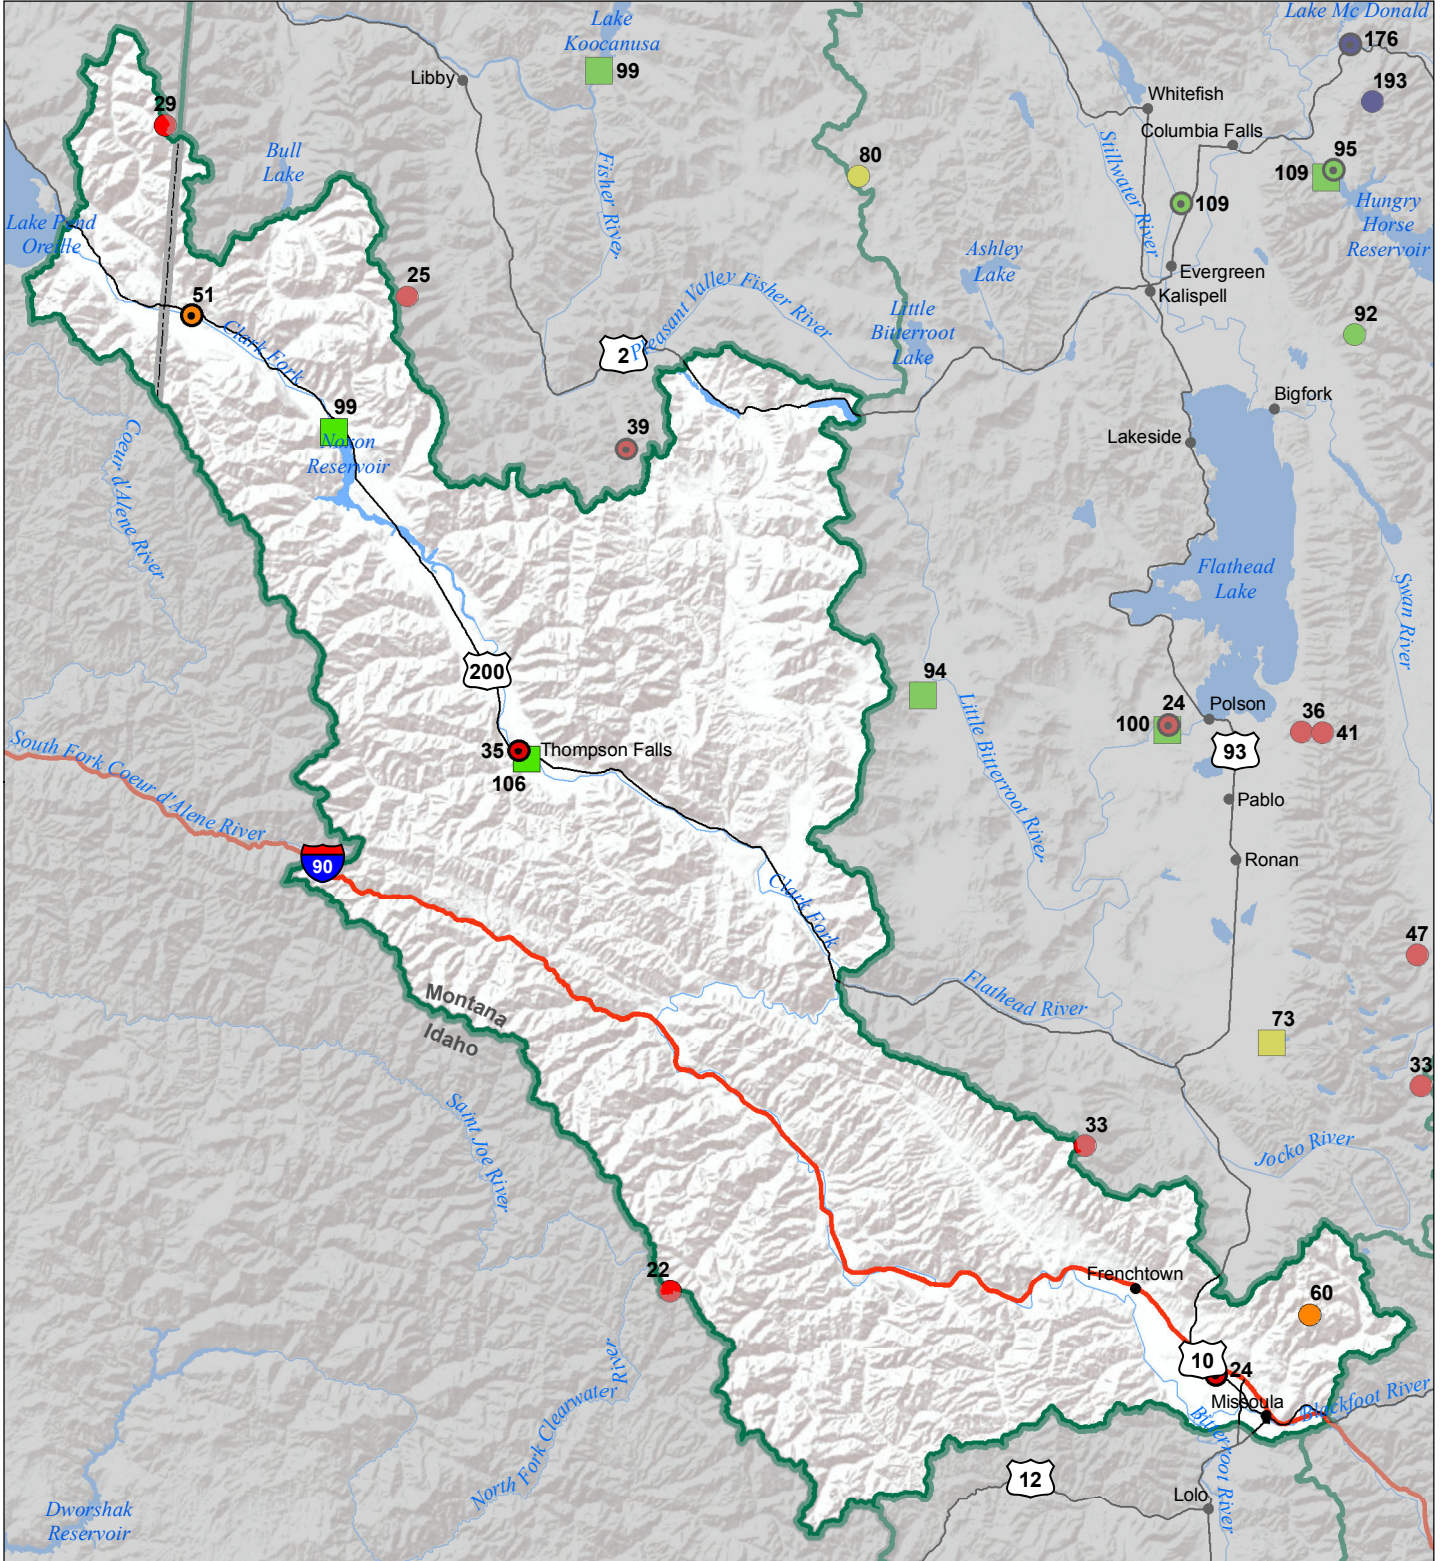 Lake Mc Donald
176
193
Lake
Koocanusa
99
Libby
Whitefish
Columbia Falls
95
109
Hungry
Horse
Reservoir
29
Bull
Lake
Fisher River
80
Stillwater River
109
Lake Pend
Oreille
51
25
Ashley
Lake
Evergreen
Kalispell
Clark Fork
2
Pleasant Valley Fisher River
Little
Bitterroot
Lake
92
99
Noxon
Reservoir
39
Bigfork
Lakeside
Coeur d'Alene River
Flathead
Lake
Swan River
200
94
Little Bitterroot River
24
100
Polson
36
41
93
35
Thompson Falls
106
South Fork Coeur d'Alene River
Pablo
90
Ronan
Clark Fork
47
Montana
Idaho
Flathead River
73
33
Saint Joe River
33
Jocko River
22
Frenchtown
60
10
24
Missoula
Blackfoot River
Bitterroot River
North Fork Clearwater
River
12
Lolo
Dworshak
Reservoir